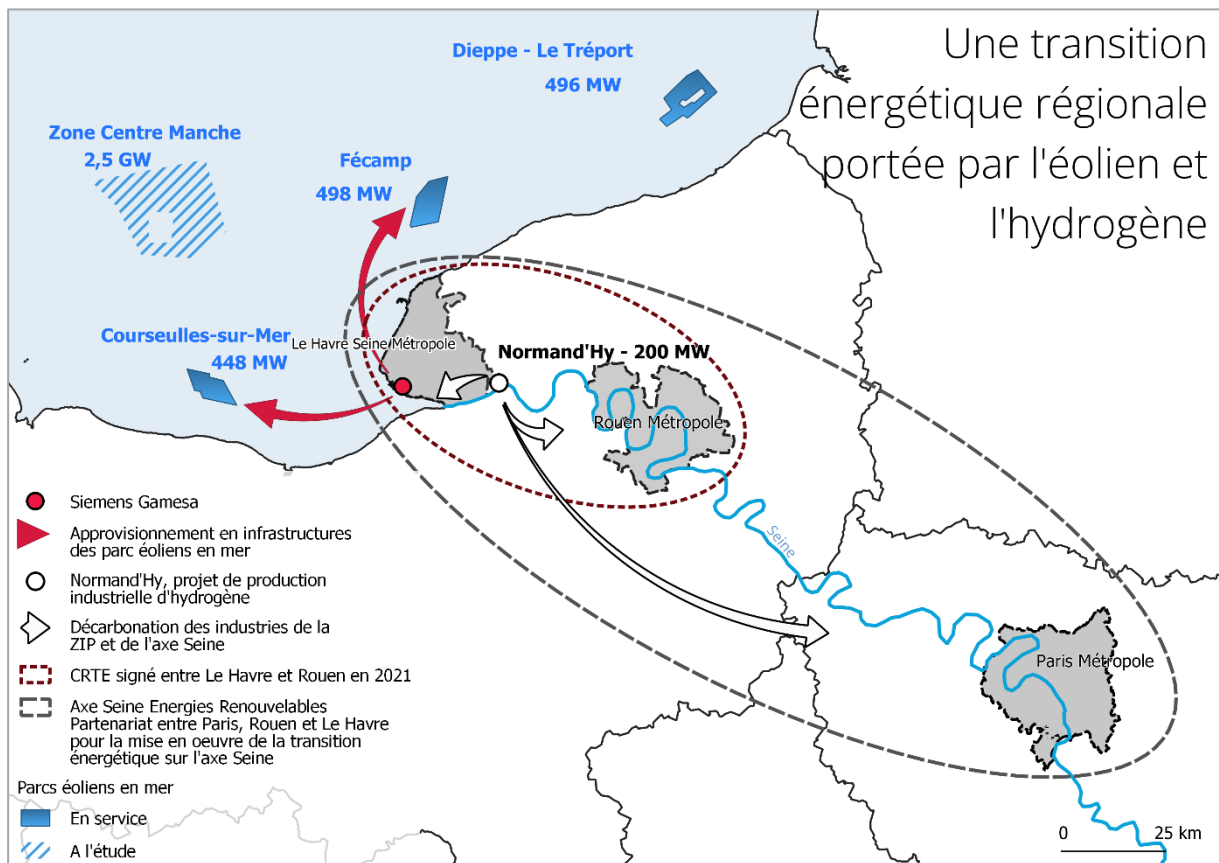 Une transition
énergétique régionale
portée par l'éolien et
l'hydrogène
Dieppe - Le Tréport
496 MW
Zone Centre Manche
2,5 GW
Fécamp
498 MW
Courseulles-sur-Mer
448 MW
Le Havre Seine Métropole
Normand'Hy - 200 MW
Rouen Métropole
Seine
Paris Métropole
Siemens Gamesa
Approvisionnement en infrastructures
des parc éoliens en mer
Normand'Hy, projet de production
industrielle d'hydrogène
Décarbonation des industries de la
ZIP et de l'axe Seine
CRTE signé entre Le Havre et Rouen en 2021
Axe Seine Energies Renouvelables
Partenariat entre Paris, Rouen et Le Havre
pour la mise en oeuvre de la transition
énergétique sur l'axe Seine
Parcs éoliens en mer
En service
A l'étude
0 25 km